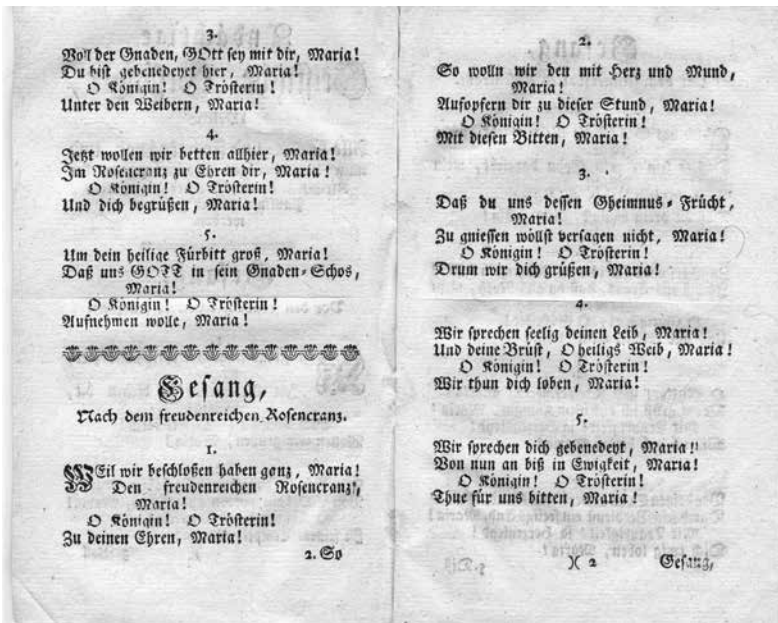 3.
Voll der Gnaden, GOtt sey mit dir, Maria!
Du bist gebenedeyet hier, Maria!
O Königin! O Trösterin!
Unter den Weibern, Maria!
4.
Jetzt wollen wir betten allhier, Maria!
Im Rosencranz zu Ehren dir, Maria!
O Königin! O Trösterin!
Und dich begrüßen, Maria!
5.
Um dein heilige Fürbitt groß, Maria!
Daß uns GOTT in sein Gnaden-Schos,
Maria!
O Königin! O Trösterin!
Aufnehmen wolle, Maria!
Gesang,
Nach dem freudenreichen Rosencranz.
1.
WEil wir beschloßen haben ganz, Maria!
Den freudenreichen Rosencranz,
Maria!
O Königin! O Trösterin!
Zu deinen Ehren, Maria!
2. So
2.
So wolln wir den mit Herz und Mund,
Maria!
Aufopfern dir zu dieser Stund, Maria!
O Königin! O Trösterin!
Mit diesen Bitten, Maria!
3.
Daß du uns dessen Gheimnus-Frücht,
Maria!
Zu gniessen wöllst versagen nicht, Maria!
O Königin! O Trösterin!
Drum wir dich grüßen, Maria!
4.
Wir sprechen seelig deinen Leib, Maria!
Und deine Brüst, O heiligs Weib, Maria!
O Königin! O Trösterin!
Wir thun dich loben, Maria!
5.
Wir sprechen dich gebenedeyt, Maria!
Von nun an biß in Ewigkeit, Maria!
O Königin! O Trösterin!
Thue für uns bitten, Maria!
)( 2 Gesang,